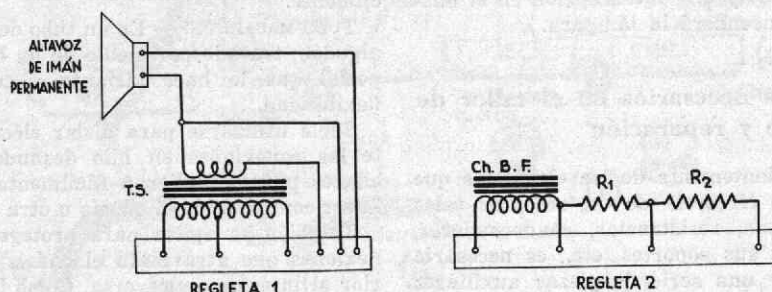 ALTAVOZ
DE IMÁN
PERMANENTE
T.S.
REGLETA 1
Ch. B. F.
R1
R2
REGLETA 2